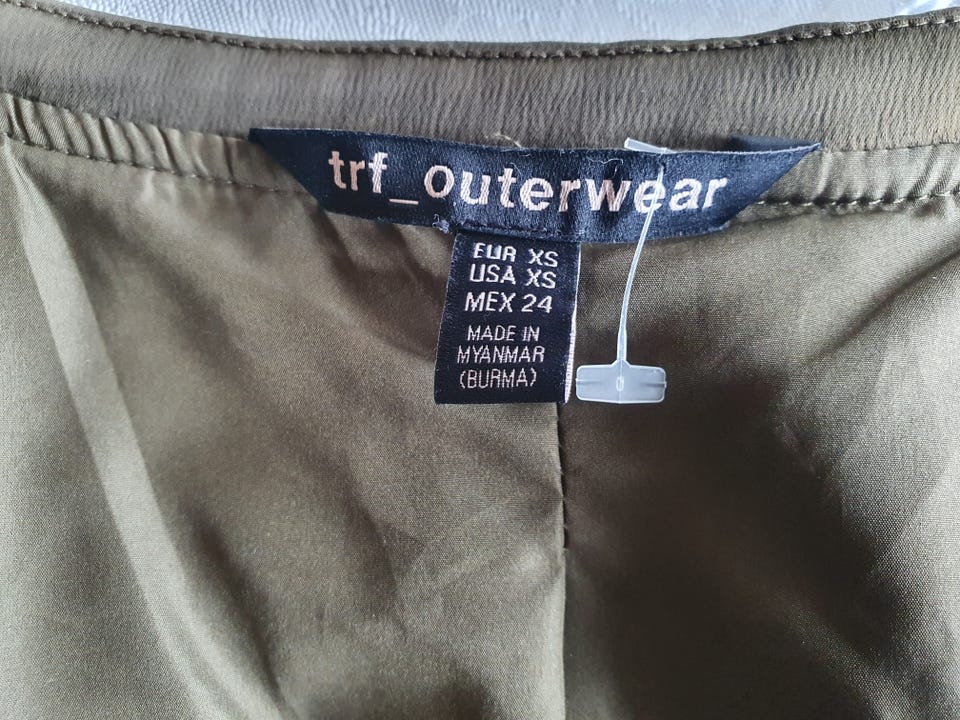 trf_outerwear
EUR XS
USA XS
MEX 24
MADE IN
MYANMAR
(BURMA)